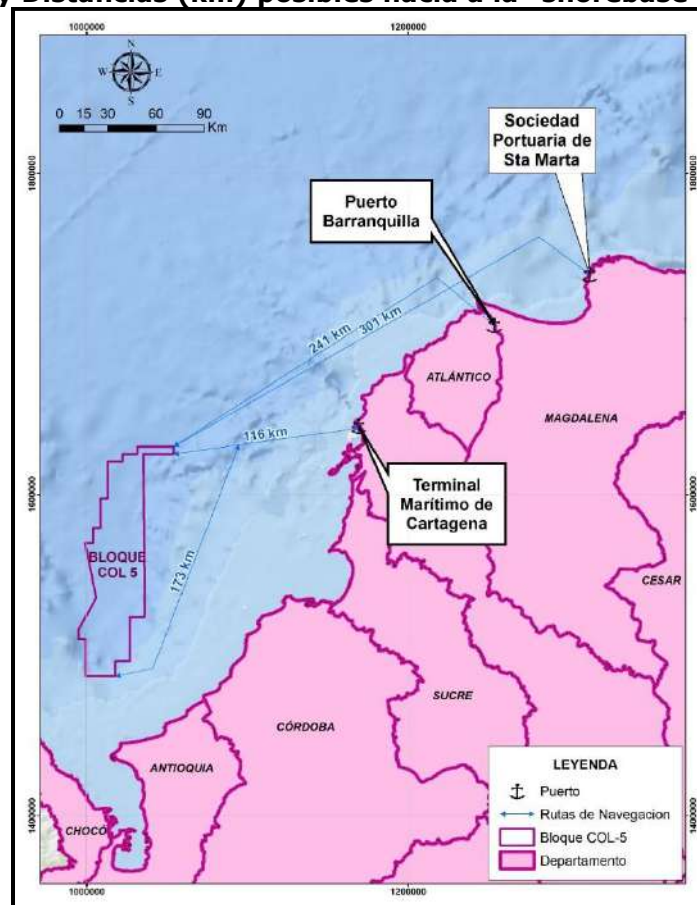 y Distancias (km) posibles hacia a la "shorebase
1000000
1200000
N
W
E
S
0 15 30 60 90
Km
Sociedad
Portuaria de
Sta Marta
1800000
1800000
Puerto
Barranquilla
241 km
301 km
ATLÁNTICO
MAGDALENA
116 km
Terminal
Marítimo de
Cartagena
1600000
1600000
BLOQUE
COL 5
173 km
CESAR
SUCRE
CÓRDOBA
ANTIOQUIA
CHOCÓ
LEYENDA
Puerto
Rutas de Navegacion
Bloque COL-5
Departamento
1400000
1400000
1000000
1200000